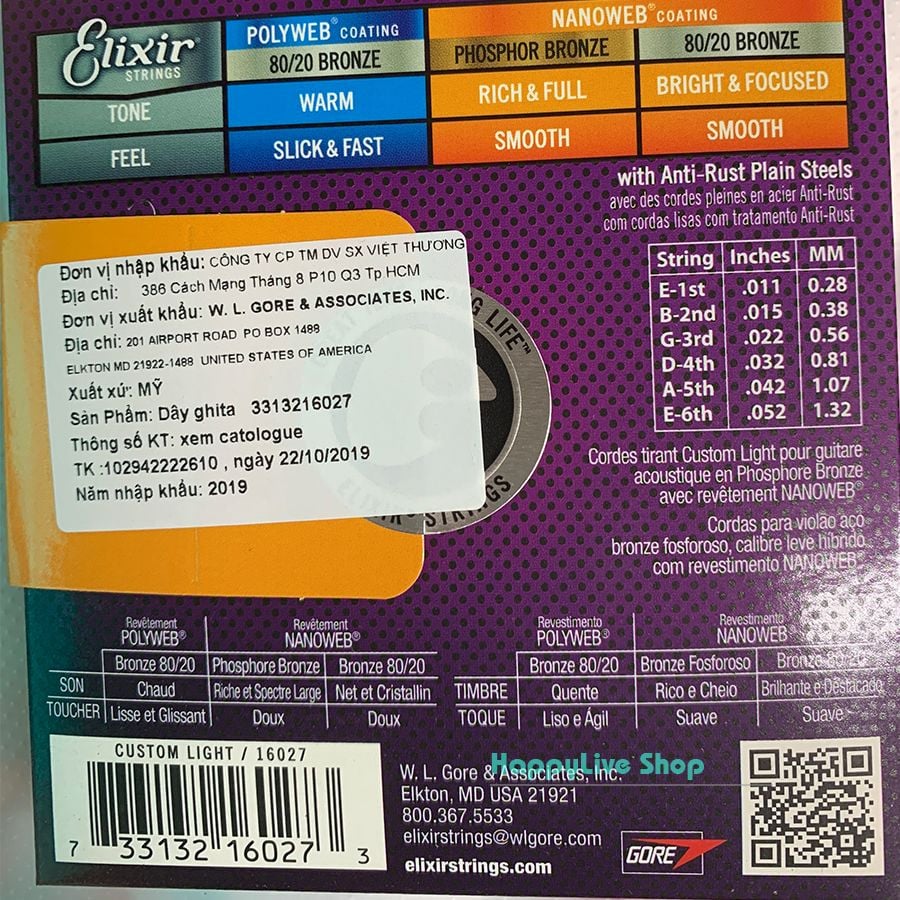 Elixir
STRINGS
POLYWEB® COATING
NANOWEB® COATING
80/20 BRONZE
PHOSPHOR BRONZE
80/20 BRONZE
TONE
WARM
RICH & FULL
BRIGHT & FOCUSED
FEEL
SLICK & FAST
SMOOTH
SMOOTH
with Anti-Rust Plain Steels
avec des cordes pleines en acier Anti-Rust
com cordas lisas com tratamento Anti-Rust
String Inches MM
E-1st .011 0.28
B-2nd .015 0.38
G-3rd .022 0.56
D-4th .032 0.81
A-5th .042 1.07
E-6th .052 1.32
Đơn vị nhập khẩu: CÔNG TY CP TM DV SX VIỆT THƯƠNG
Địa chỉ: 386 Cách Mạng Tháng 8 P10 Q3 Tp HCM
Đơn vị xuất khẩu: W. L. GORE & ASSOCIATES, INC.
Địa chỉ: 201 AIRPORT ROAD PO BOX 1488
ELKTON MD 21922-1488 UNITED STATES OF AMERICA
Xuất xứ: MỸ
Sản Phẩm: Dây ghita 3313216027
Thông số KT: xem catologue
TK :102942222610 , ngày 22/10/2019
Năm nhập khẩu: 2019
LIFE™
ELIXIR STRINGS
Cordes tirant Custom Light pour guitare
acoustique en Phosphore Bronze
avec revêtement NANOWEB®
Cordas para violão aço
bronze fosforoso, calibre leve híbrido
com revestimento NANOWEB®
Revêtement
POLYWEB®
Revêtement
NANOWEB®
Bronze 80/20 Phosphore Bronze Bronze 80/20
SON Chaud Riche et Spectre Large Net et Cristallin
TOUCHER Lisse et Glissant Doux Doux
Revestimento
POLYWEB®
Revestimento
NANOWEB®
Bronze 80/20 Bronze Fosforoso Bronze 80/20
TIMBRE Quente Rico e Cheio Brilhante e Destacado
TOQUE Liso e Ágil Suave Suave
CUSTOM LIGHT / 16027
7 33132 16027 3
HappyLive Shop
W. L. Gore & Associates, Inc.
Elkton, MD USA 21921
800.367.5533
elixirstrings@wlgore.com
elixirstrings.com
GORE